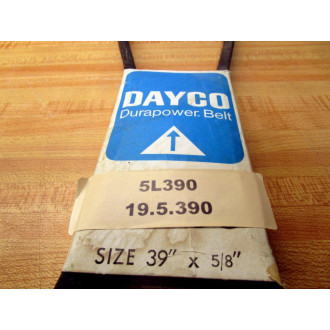 DAYCO
Durapower. Belt
5L390
19.5.390
SIZE 39" x 5/8"